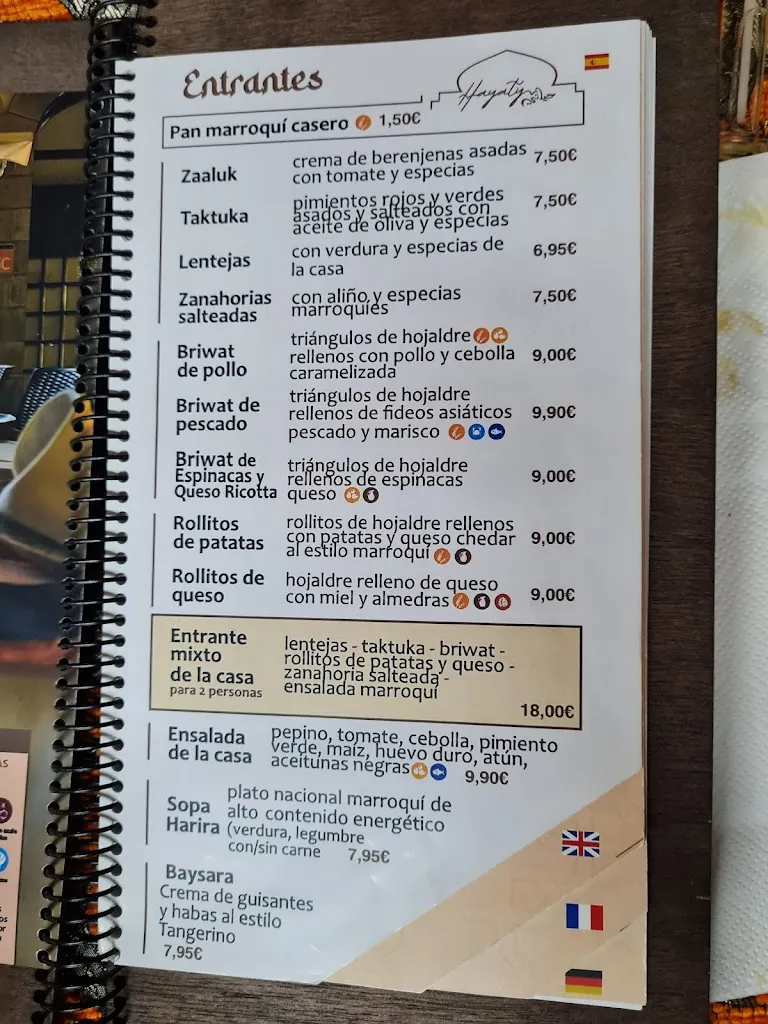 Entrantes
Hayaty
Pan marroquí casero 1,50€
Zaaluk
crema de berenjenas asadas
con tomate y especias
7,50€
Taktuka
pimientos rojos y verdes
asados y salteados con
aceite de oliva y especias
7,50€
Lentejas
con verdura y especias de
la casa
6,95€
Zanahorias
salteadas
con aliño y especias
marroquíes
7,50€
Briwat
de pollo
triángulos de hojaldre
rellenos con pollo y cebolla
caramelizada
9,00€
Briwat de
pescado
triángulos de hojaldre
rellenos de fideos asiáticos
pescado y marisco
9,90€
Briwat de
Espinacas y
Queso Ricotta
triángulos de hojaldre
rellenos de espinacas
queso
9,00€
Rollitos
de patatas
rollitos de hojaldre rellenos
con patatas y queso chedar
al estilo marroquí
9,00€
Rollitos de
queso
hojaldre relleno de queso
con miel y almedras
9,00€
Entrante
mixto
de la casa
para 2 personas
lentejas - taktuka - briwat -
rollitos de patatas y queso -
zanahoria salteada -
ensalada marroquí
18,00€
Ensalada
de la casa
pepino, tomate, cebolla, pimiento
verde, maíz, huevo duro, atún,
aceitunas negras
9,90€
Sopa
Harira
plato nacional marroquí de
alto contenido energético
(verdura, legumbre
con/sin carne
7,95€
Baysara
Crema de guisantes
y habas al estilo
Tangerino
7,95€